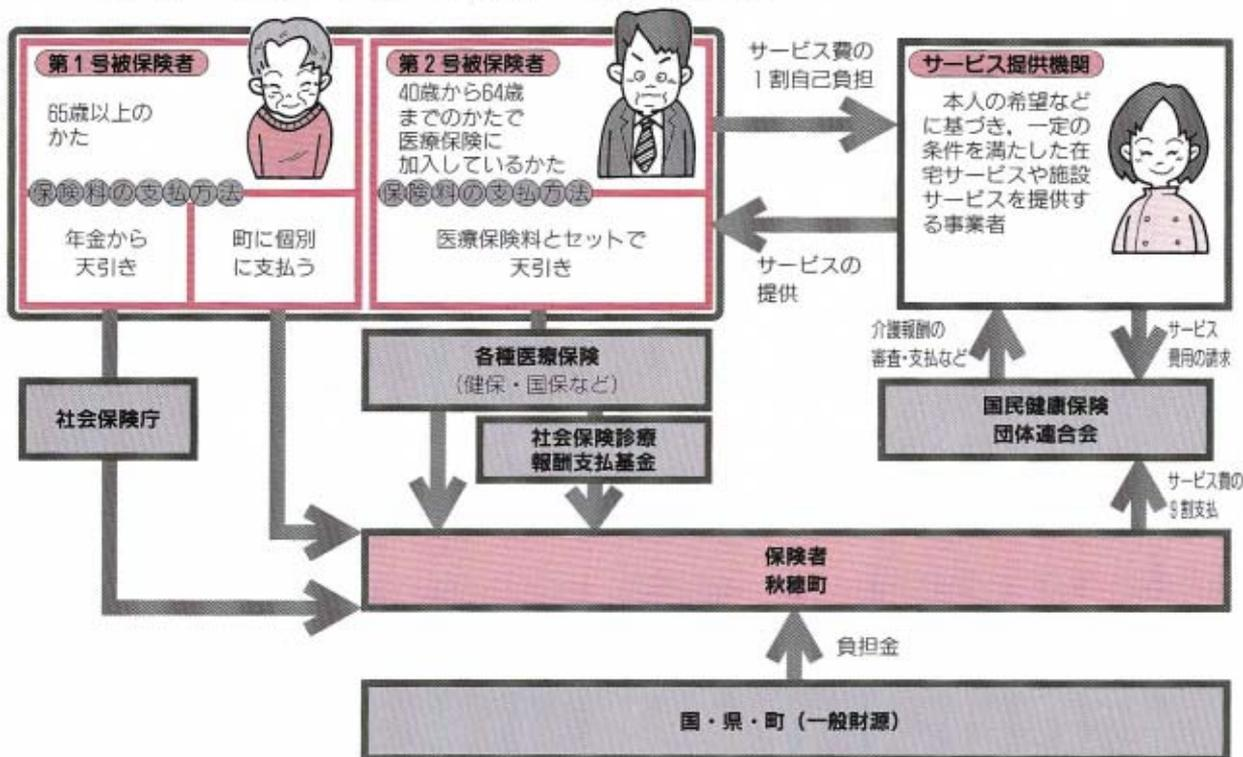 第1号被保険者
65歳以上の
かた
保険料の支払方法
年金から
天引き
町に個別
に支払う
第2号被保険者
40歳から64歳
までのかたで
医療保険に
加入しているかた
保険料の支払方法
医療保険料とセットで
天引き
サービス費の
1割自己負担
サービスの
提供
サービス提供機関
本人の希望など
に基づき，一定の
条件を満たした在
宅サービスや施設
サービスを提供す
る事業者
介護報酬の
審査・支払など
サービス
費用の請求
各種医療保険
（健保・国保など）
社会保険庁
社会保険診療
報酬支払基金
国民健康保険
団体連合会
サービス費の
9割支払
保険者
秋穂町
負担金
国・県・町（一般財源）